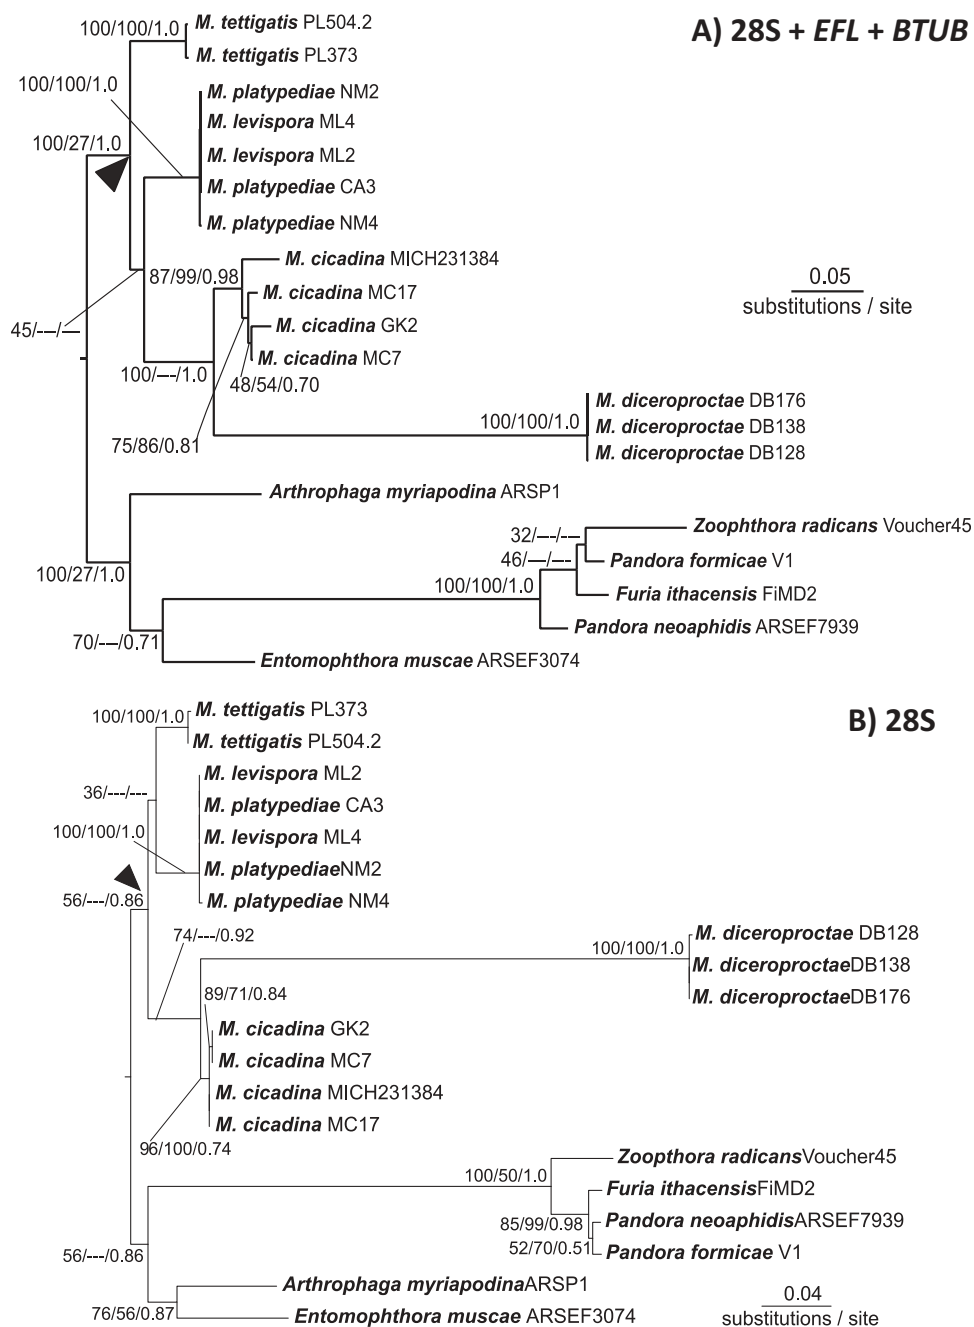 A) 28S + EFL + BTUB
100/100/1.0
M. tettigatis PL504.2
M. tettigatis PL373
100/100/1.0
M. platypediae NM2
M. levispora ML4
100/27/1.0
M. levispora ML2
M. platypediae CA3
M. platypediae NM4
87/99/0.98
M. cicadina MICH231384
M. cicadina MC17
0.05
substitutions / site
45/---/---
M. cicadina GK2
M. cicadina MC7
100/---/1.0
48/54/0.70
75/86/0.81
100/100/1.0
M. diceroproctae DB176
M. diceroproctae DB138
M. diceroproctae DB128
Arthrophaga myriapodina ARSP1
Zoophthora radicans Voucher45
32/---/---
46/---/---
Pandora formicae V1
100/27/1.0
100/100/1.0
Furia ithacensis FiMD2
Pandora neoaphidis ARSEF7939
70/---/0.71
Entomophthora muscae ARSEF3074
B) 28S
100/100/1.0
M. tettigatis PL373
M. tettigatis PL504.2
M. levispora ML2
36/---/---
M. platypediae CA3
100/100/1.0
M. levispora ML4
M. platypediaeNM2
56/---/0.86
M. platypediae NM4
74/---/0.92
100/100/1.0
M. diceroproctae DB128
M. diceroproctaeDB138
M. diceroproctaeDB176
89/71/0.84
M. cicadina GK2
M. cicadina MC7
M. cicadina MICH231384
M. cicadina MC17
96/100/0.74
100/50/1.0
Zoopthora radicansVoucher45
Furia ithacensisFiMD2
85/99/0.98
Pandora neoaphidisARSEF7939
52/70/0.51
Pandora formicae V1
56/---/0.86
Arthrophaga myriapodinaARSP1
76/56/0.87
Entomophthora muscae ARSEF3074
0.04
substitutions / site